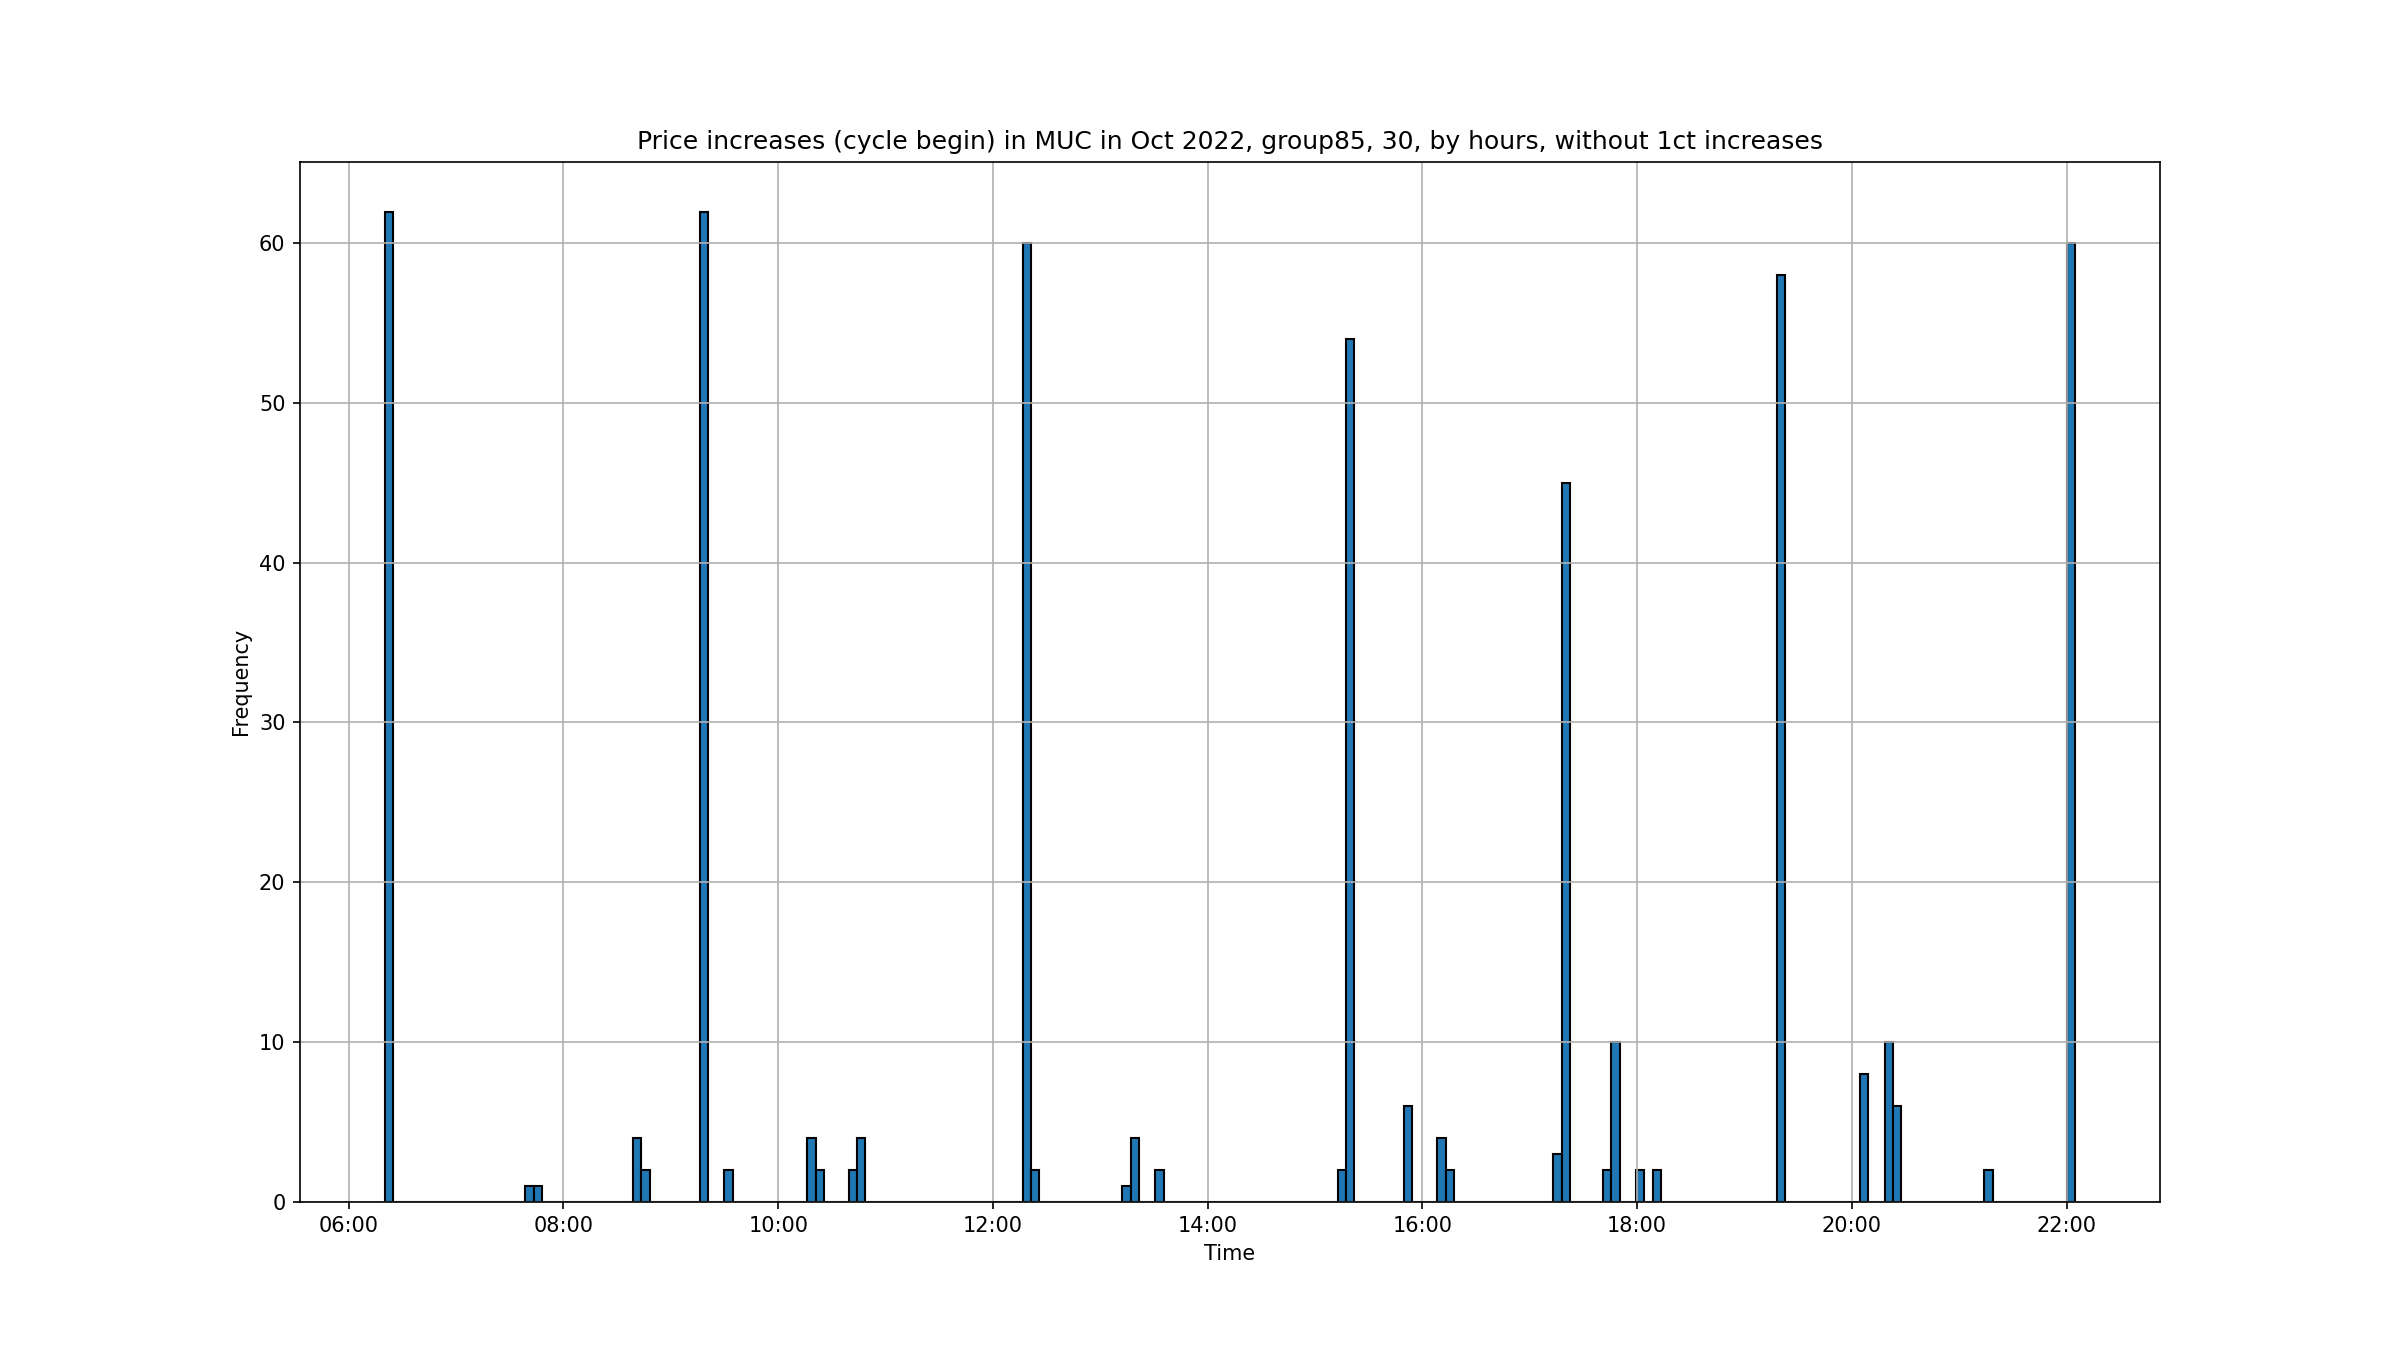 Price increases (cycle begin) in MUC in Oct 2022, group85, 30, by hours, without 1ct increases
60
50
40
30
20
10
0
Frequency
06:00 08:00 10:00 12:00 14:00 16:00 18:00 20:00 22:00
Time